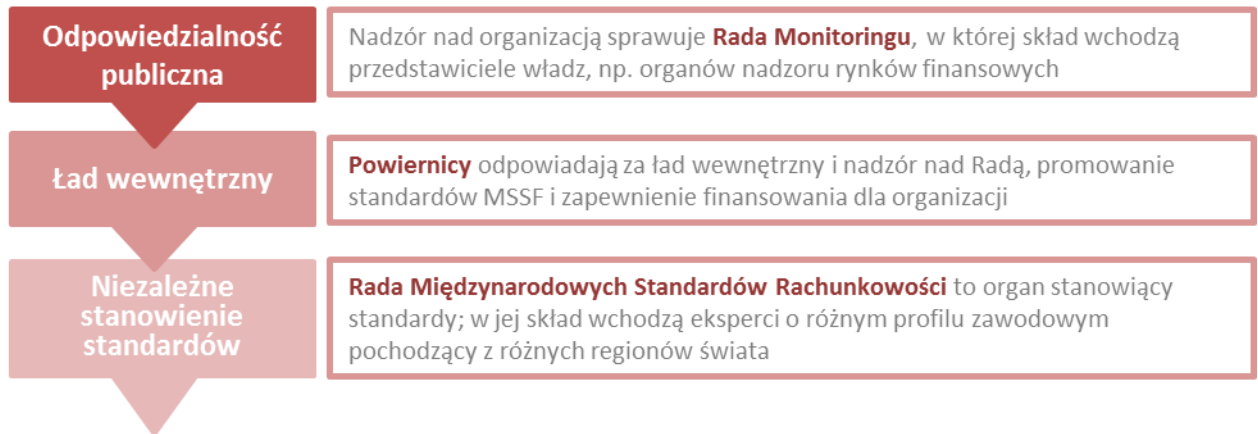 Odpowiedzialność
publiczna
Nadzór nad organizacją sprawuje Rada Monitoringu, w której skład wchodzą
przedstawiciele władz, np. organów nadzoru rynków finansowych
Ład wewnętrzny
Powiernicy odpowiadają za ład wewnętrzny i nadzór nad Radą, promowanie
standardów MSSF i zapewnienie finansowania dla organizacji
Niezależne
stanowienie
standardów
Rada Międzynarodowych Standardów Rachunkowości to organ stanowiący
standardy; w jej skład wchodzą eksperci o różnym profilu zawodowym
pochodzący z różnych regionów świata